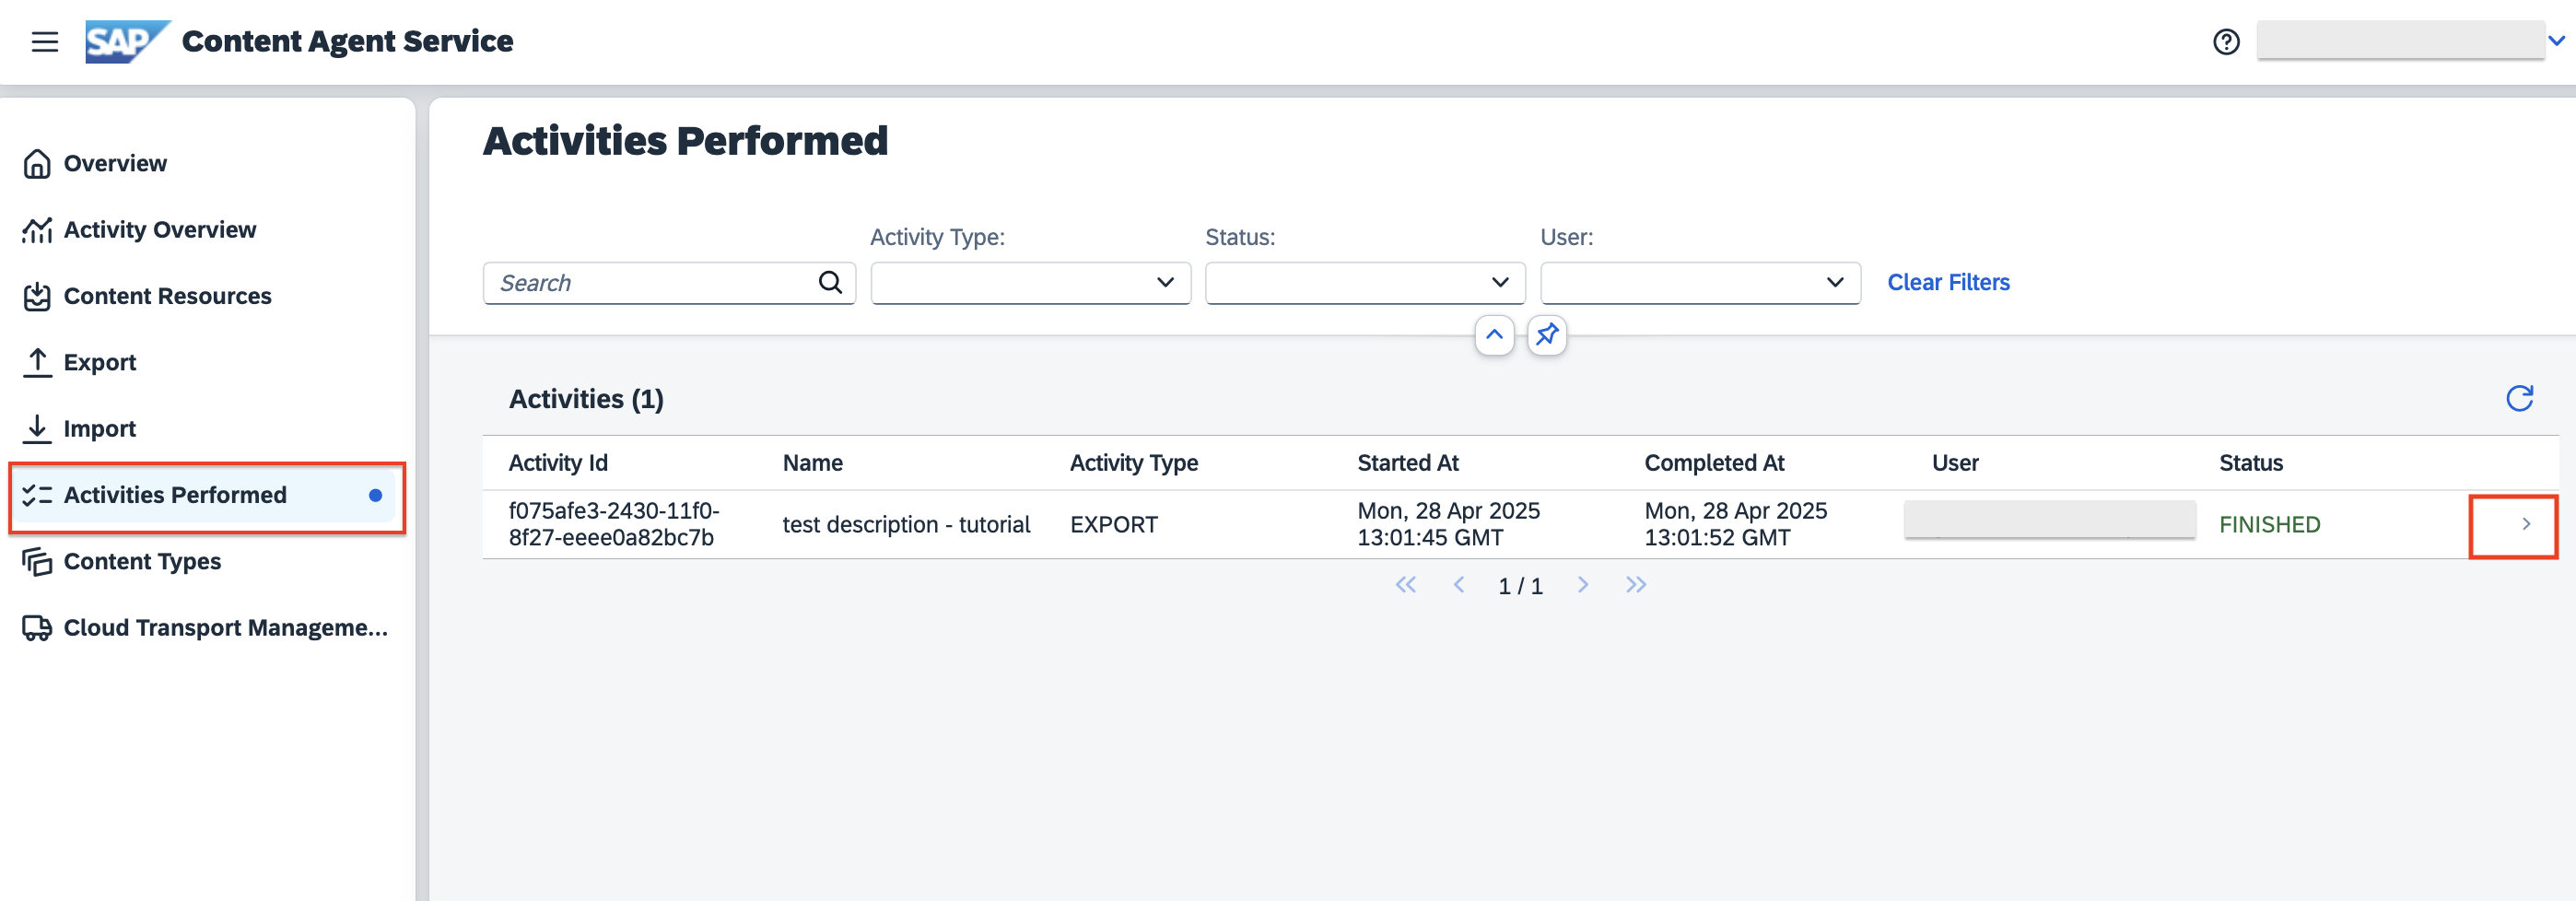 SAP Content Agent Service
Overview
Activity Overview
Content Resources
Export
Import
Activities Performed
Content Types
Cloud Transport Manageme...
Activities Performed
Activity Type:
Status:
User:
Search
Clear Filters
Activities (1)
Activity Id Name Activity Type Started At Completed At User Status
f075afe3-2430-11f0-
8f27-eeee0a82bc7b
test description - tutorial
EXPORT
Mon, 28 Apr 2025
13:01:45 GMT
Mon, 28 Apr 2025
13:01:52 GMT
FINISHED
1 / 1